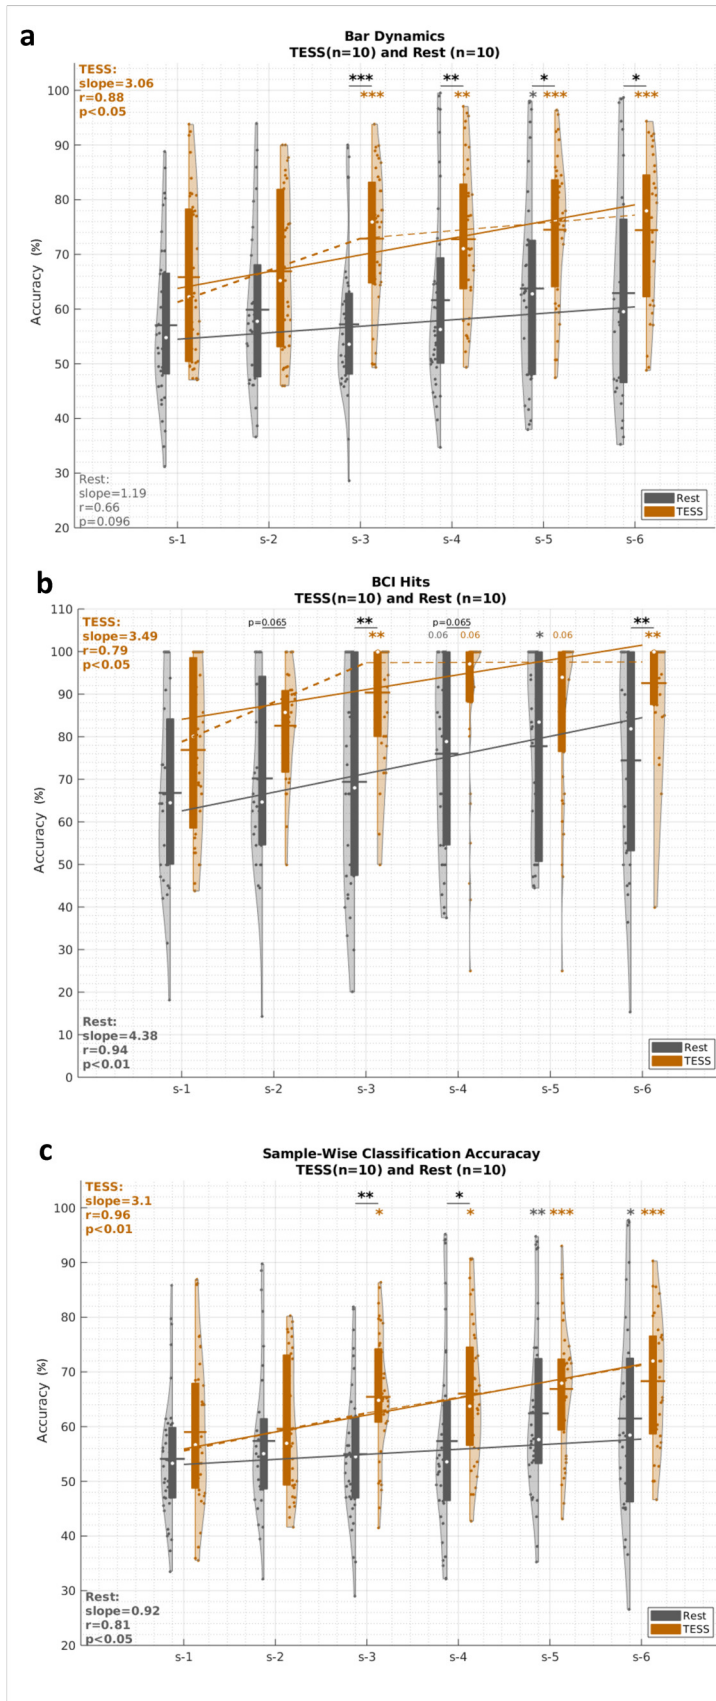 a
Bar Dynamics
TESS(n=10) and Rest (n=10)
TESS:
slope=3.06
r=0.88
p<0.05
*** ** * *
*** ** * *** ***
100
90
80
70
60
50
40
30
20
Accuracy (%)
Rest:
slope=1.19
r=0.66
p=0.096
Rest
TESS
s-1 s-2 s-3 s-4 s-5 s-6
b
BCI Hits
TESS(n=10) and Rest (n=10)
TESS:
slope=3.49
r=0.79
p<0.05
p=0.065 ** p=0.065 **
** 0.06 0.06 * 0.06 **
110
100
90
80
70
60
50
40
30
20
10
0
Accuracy (%)
Rest:
slope=4.38
r=0.94
p<0.01
Rest
TESS
s-1 s-2 s-3 s-4 s-5 s-6
c
Sample-Wise Classification Accuracay
TESS(n=10) and Rest (n=10)
TESS:
slope=3.1
r=0.96
p<0.01
** *
* * ** *** * ***
100
90
80
70
60
50
40
30
20
Accuracy (%)
Rest:
slope=0.92
r=0.81
p<0.05
Rest
TESS
s-1 s-2 s-3 s-4 s-5 s-6